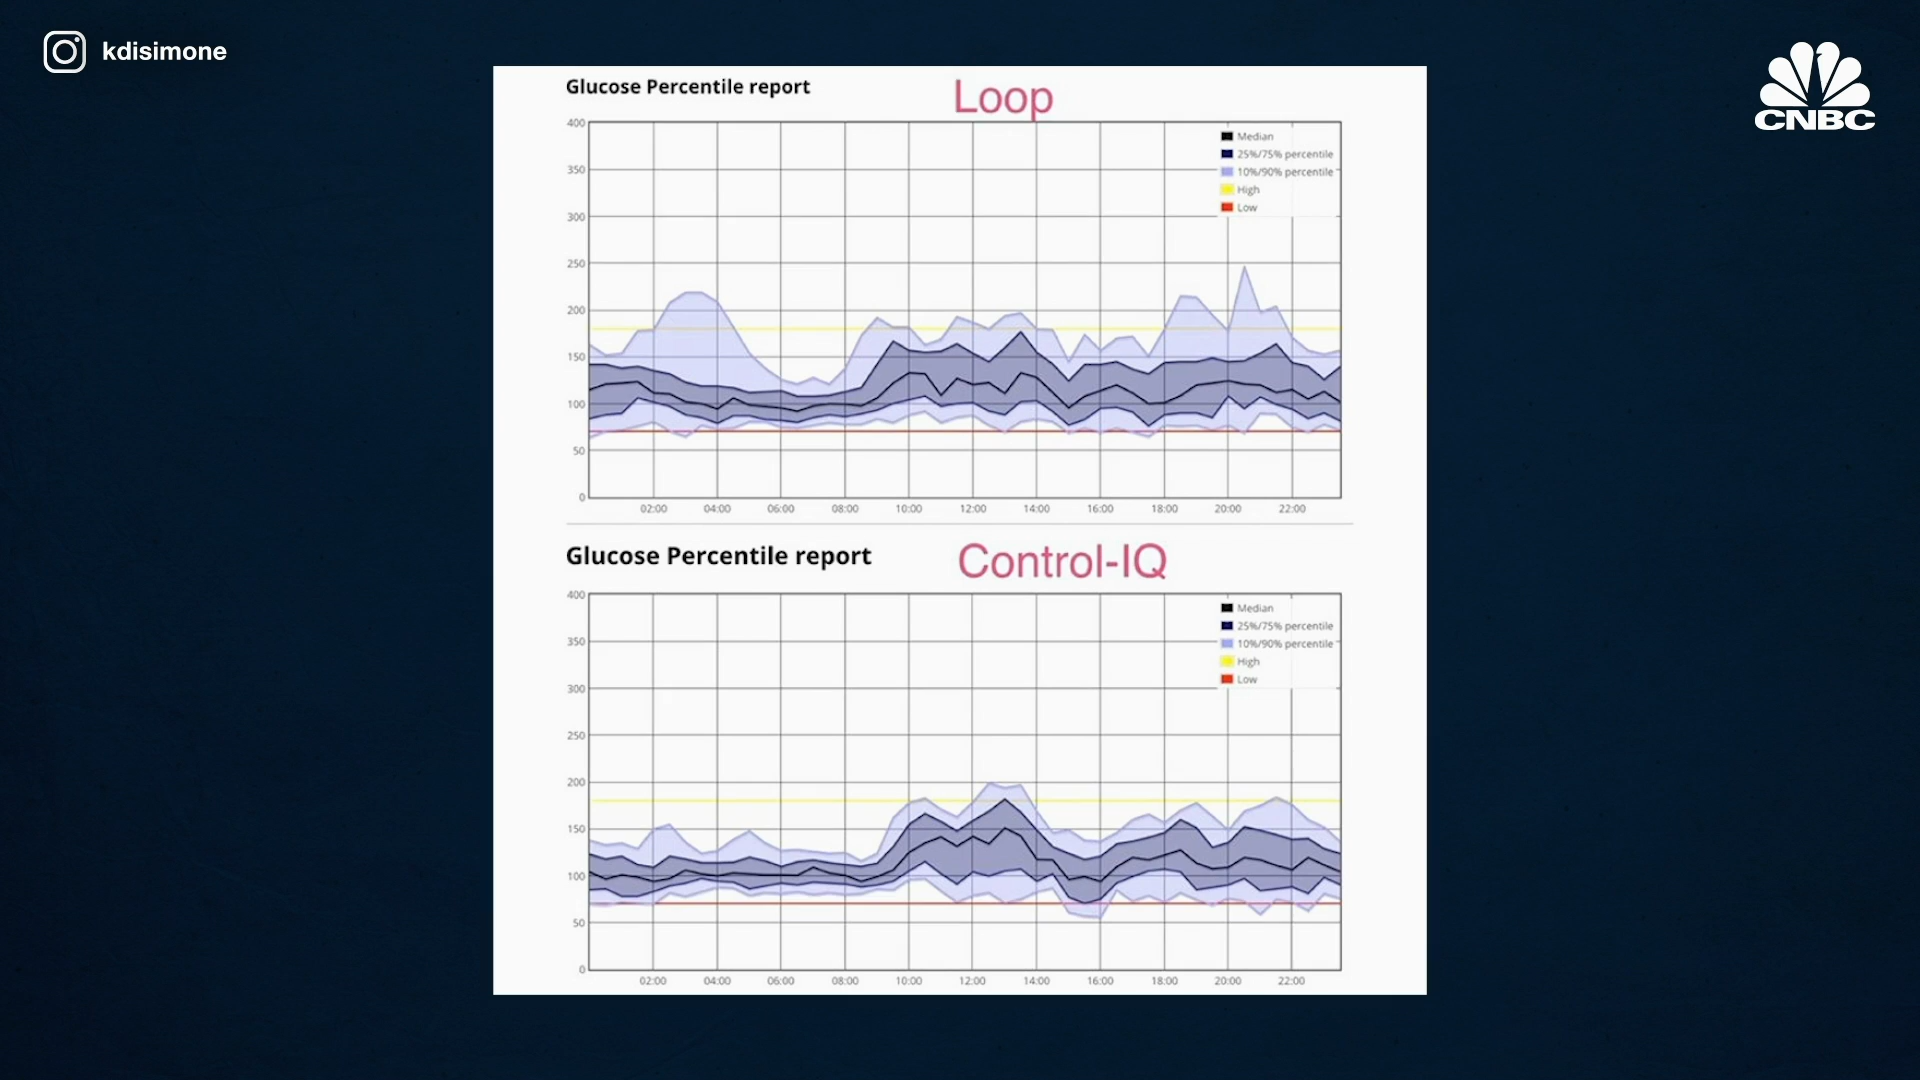 kdisimone
CNBC
Glucose Percentile report
Loop
400
350
300
250
200
150
100
50
0
Median
25%/75% percentile
10%/90% percentile
High
Low
02:00 04:00 06:00 08:00 10:00 12:00 14:00 16:00 18:00 20:00 22:00
Glucose Percentile report
Control-IQ
400
350
300
250
200
150
100
50
0
Median
25%/75% percentile
10%/90% percentile
High
Low
02:00 04:00 06:00 08:00 10:00 12:00 14:00 16:00 18:00 20:00 22:00